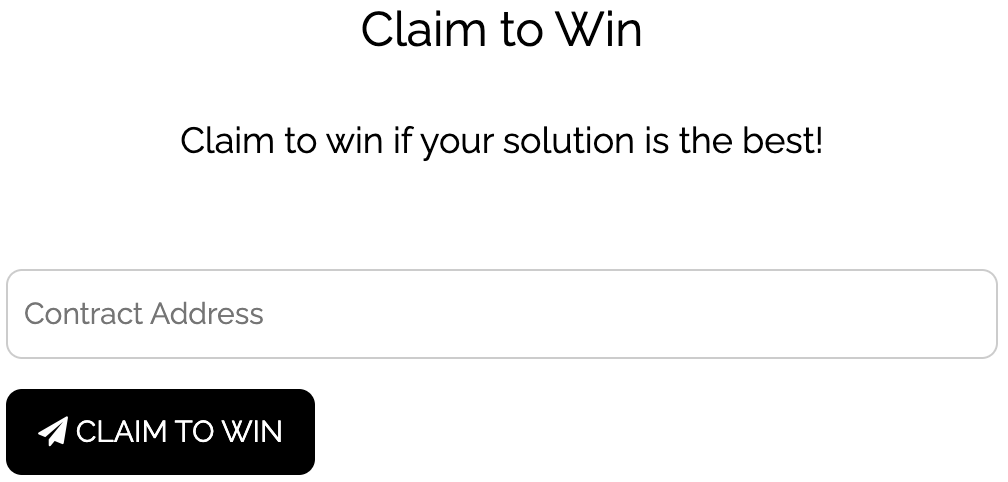 Claim to Win
Claim to win if your solution is the best!
Contract Address
CLAIM TO WIN